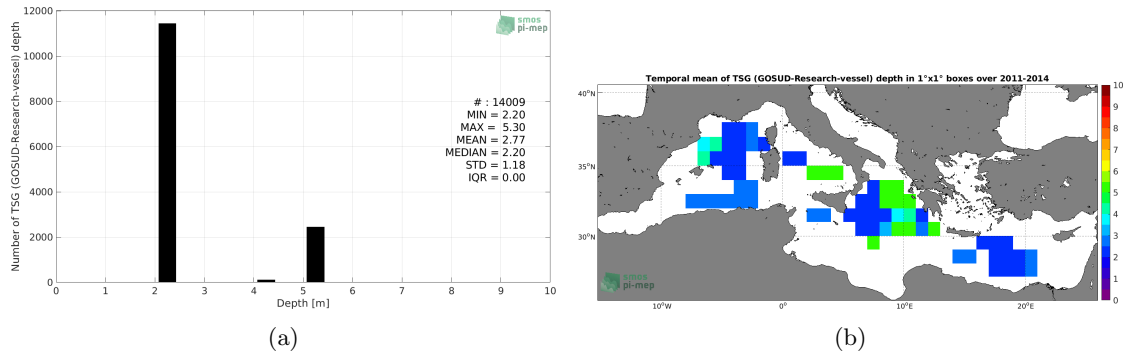 12000
10000
8000
6000
4000
2000
0
Number of TSG (GOSUD-Research-vessel) depth
smos
pi-mep
# : 14009
MIN = 2.20
MAX = 5.30
MEAN = 2.77
MEDIAN = 2.20
STD = 1.18
IQR = 0.00
0 1 2 3 4 5 6 7 8 9 10
Depth [m]
(a)
Temporal mean of TSG (GOSUD-Research-vessel) depth in 1°x1° boxes over 2011-2014
40°N
35°N
30°N
10°W 0° 10°E 20°E
smos
pi-mep
10
9
8
7
6
5
4
3
2
1
0
(b)